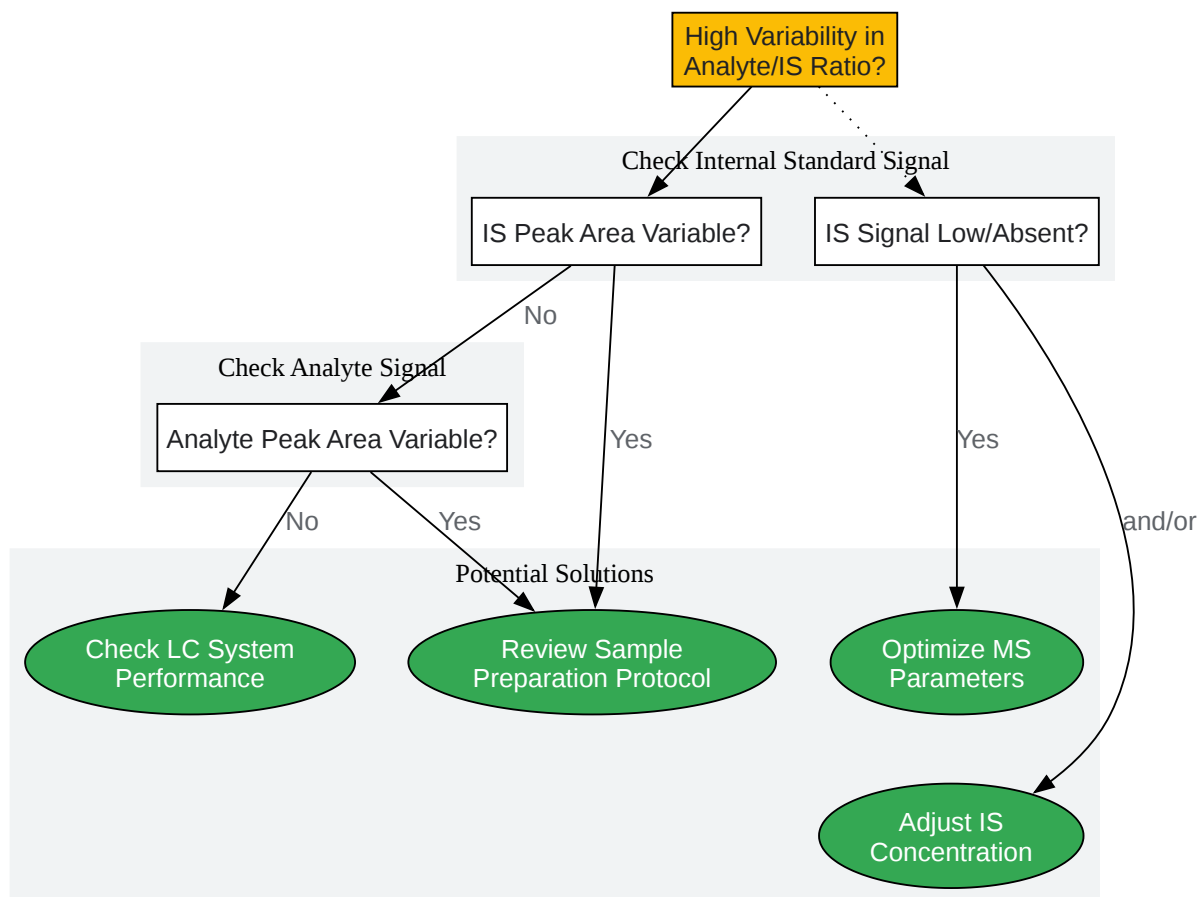 High Variability in
Analyte/IS Ratio?
Check Internal Standard Signal
IS Peak Area Variable?
IS Signal Low/Absent?
No
Check Analyte Signal
Analyte Peak Area Variable?
Yes
Yes
and/or
No
Yes
Potential Solutions
Check LC System
Performance
Review Sample
Preparation Protocol
Optimize MS
Parameters
Adjust IS
Concentration